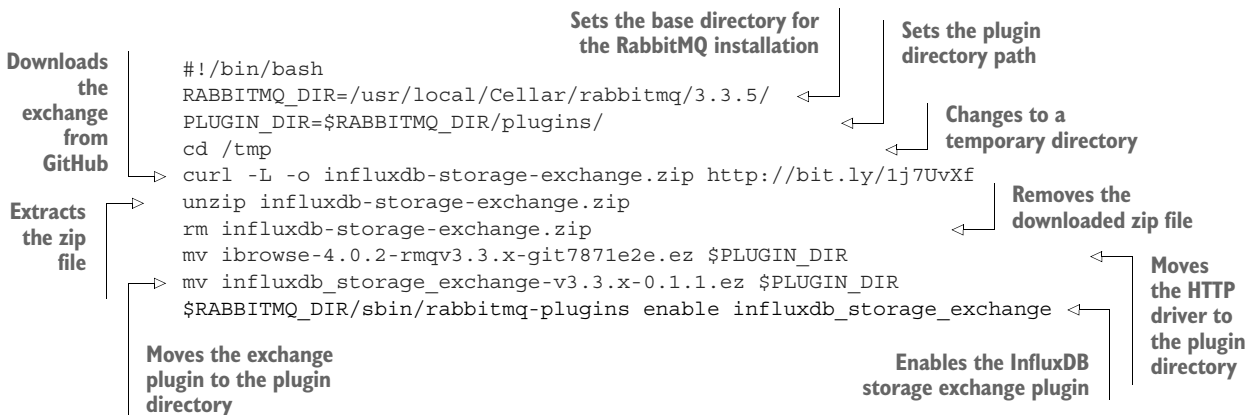 Sets the base directory for
the RabbitMQ installation
Sets the plugin
directory path
Downloads
the
exchange
from
GitHub
#!/bin/bash
RABBITMQ_DIR=/usr/local/Cellar/rabbitmq/3.3.5/
PLUGIN_DIR=$RABBITMQ_DIR/plugins/
Changes to a
temporary directory
cd /tmp
curl -L -o influxdb-storage-exchange.zip http://bit.ly/1j7UvXf
Extracts
the zip
file
unzip influxdb-storage-exchange.zip
Removes the
downloaded zip file
rm influxdb-storage-exchange.zip
mv ibrowse-4.0.2-rmqv3.3.x-git7871e2e.ez $PLUGIN_DIR
Moves
the HTTP
driver to
the plugin
directory
mv influxdb_storage_exchange-v3.3.x-0.1.1.ez $PLUGIN_DIR
$RABBITMQ_DIR/sbin/rabbitmq-plugins enable influxdb_storage_exchange
Moves the exchange
plugin to the plugin
directory
Enables the InfluxDB
storage exchange plugin